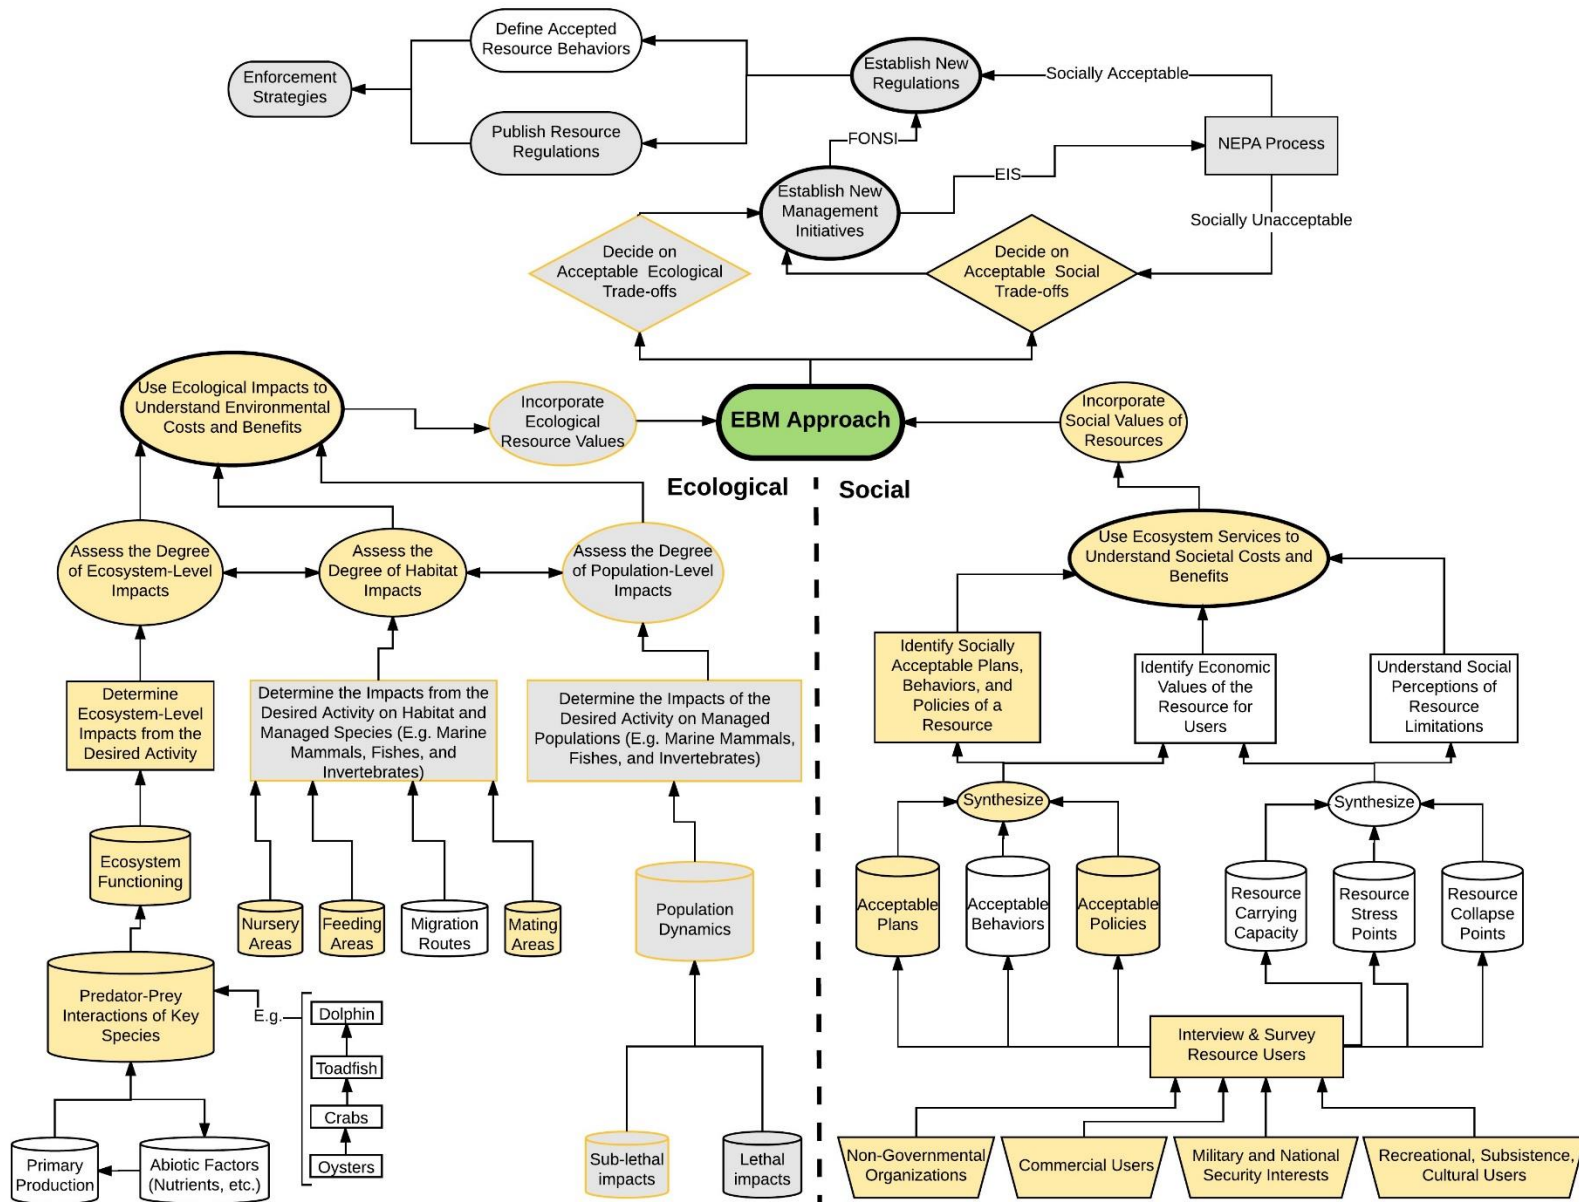 Define Accepted
Resource Behaviors
Enforcement
Strategies
Publish Resource
Regulations
Establish New
Regulations
Socially Acceptable
NEPA Process
FONSI
EIS
Socially Unacceptable
Establish New
Management
Initiatives
Decide on
Acceptable Ecological
Trade-offs
Decide on
Acceptable Social
Trade-offs
Use Ecological Impacts to
Understand Environmental
Costs and Benefits
Incorporate
Ecological
Resource Values
EBM Approach
Incorporate
Social Values of
Resources
Ecological
Social
Assess the Degree
of Ecosystem-Level
Impacts
Assess the
Degree of Habitat
Impacts
Assess the Degree
of Population-Level
Impacts
Use Ecosystem Services to
Understand Societal Costs and
Benefits
Determine
Ecosystem-Level
Impacts from the
Desired Activity
Determine the Impacts from the
Desired Activity on Habitat and
Managed Species (E.g. Marine
Mammals, Fishes, and
Invertebrates)
Determine the Impacts of the
Desired Activity on Managed
Populations (E.g. Marine Mammals,
Fishes, and Invertebrates)
Identify Socially
Acceptable Plans,
Behaviors, and
Policies of a
Resource
Identify Economic
Values of the
Resource for
Users
Understand Social
Perceptions of
Resource
Limitations
Synthesize
Synthesize
Ecosystem
Functioning
Nursery
Areas
Feeding
Areas
Migration
Routes
Mating
Areas
Population
Dynamics
Acceptable
Plans
Acceptable
Behaviors
Acceptable
Policies
Resource
Carrying
Capacity
Resource
Stress
Points
Resource
Collapse
Points
Predator-Prey
Interactions of Key
Species
E.g.
Dolphin
Toadfish
Crabs
Oysters
Interview & Survey
Resource Users
Primary
Production
Abiotic Factors
(Nutrients, etc.)
Sub-lethal
impacts
Lethal
impacts
Non-Governmental
Organizations
Commercial Users
Military and National
Security Interests
Recreational, Subsistence,
Cultural Users